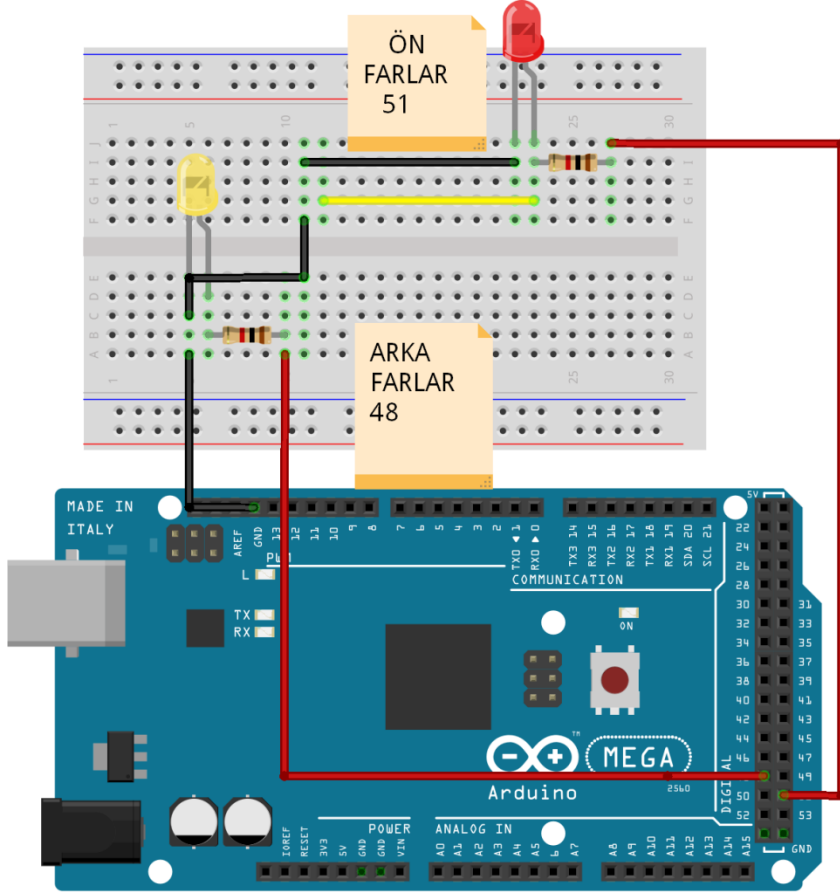 ÖN
FARLAR
51
1
5
10
25
30
J
I
H
G
F
J
I
H
G
F
E
D
C
B
A
E
D
C
B
A
1
25
30
ARKA
FARLAR
48
MADE IN
ITALY
AREF
GND
13
12
11
10
9
8
7
6
5
4
3
2
TX0 ◄ 1
RX0 ► 0
TX3 14
RX3 15
TX2 16
RX2 17
TX1 18
RX1 19
SDA 20
SCL 21
5V
PWM
COMMUNICATION
L
TX
RX
ON
22
24
26
28
30 31
32 33
34 35
36 37
38 39
40 41
42 43
44 45
46 47
49
50
52 53
GND
DIGITAL
MEGA
TM
2560
Arduino
POWER
ANALOG IN
IOREF
RESET
3V3
5V
GND
GND
VIN
A0
A1
A2
A3
A4
A5
6
A7
A8
A9
A10
A11
A12
A13
A14
A15